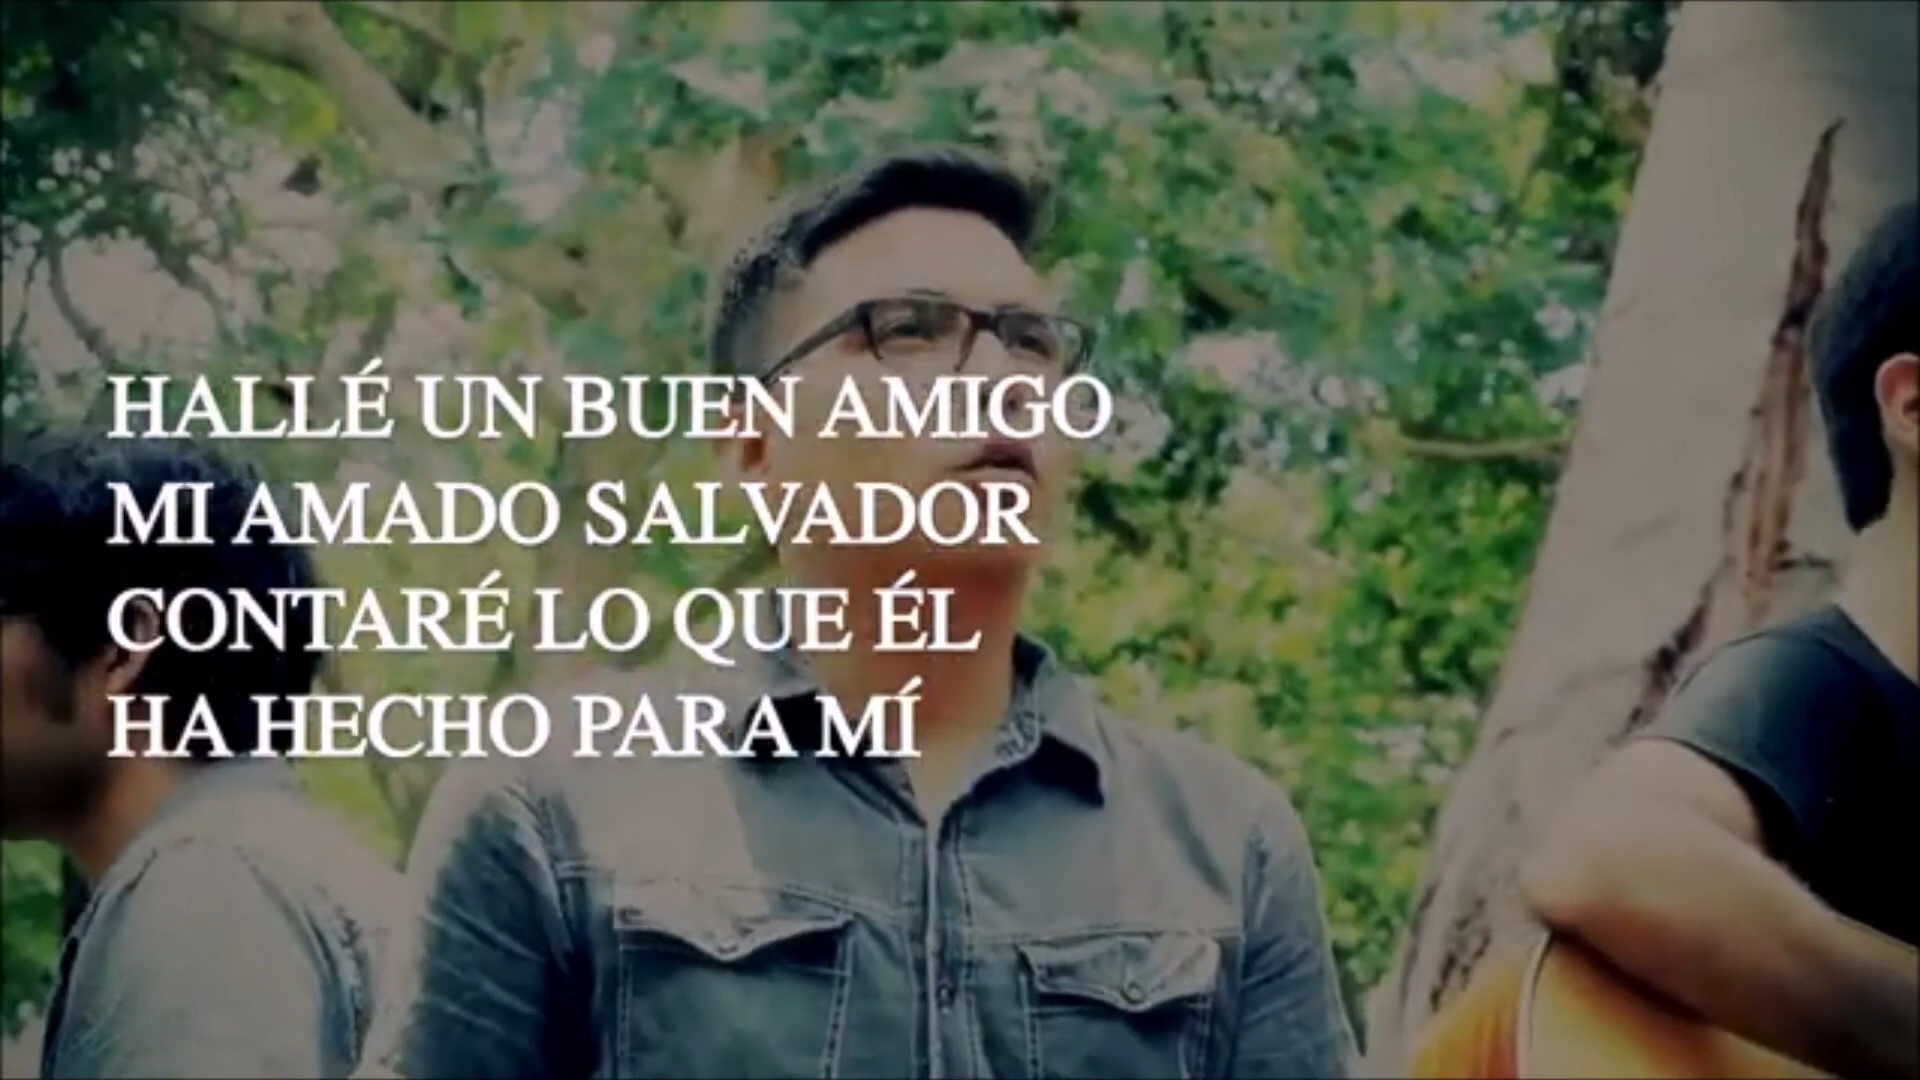 HALLÉ UN BUEN AMIGO
MI AMADO SALVADOR
CONTARÉ LO QUE ÉL
HA HECHO PARA MÍ